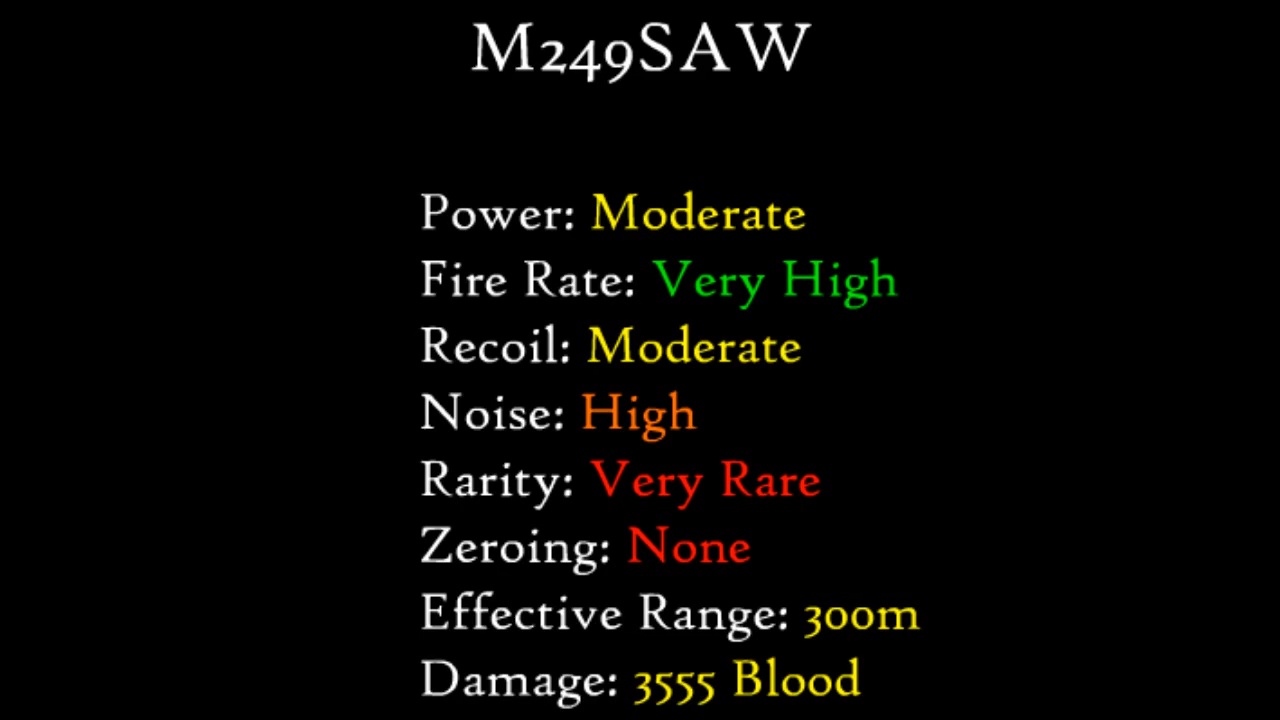 M249SAW
Power: Moderate
Fire Rate: Very High
Recoil: Moderate
Noise: High
Rarity: Very Rare
Zeroing: None
Effective Range: 300m
Damage: 3555 Blood